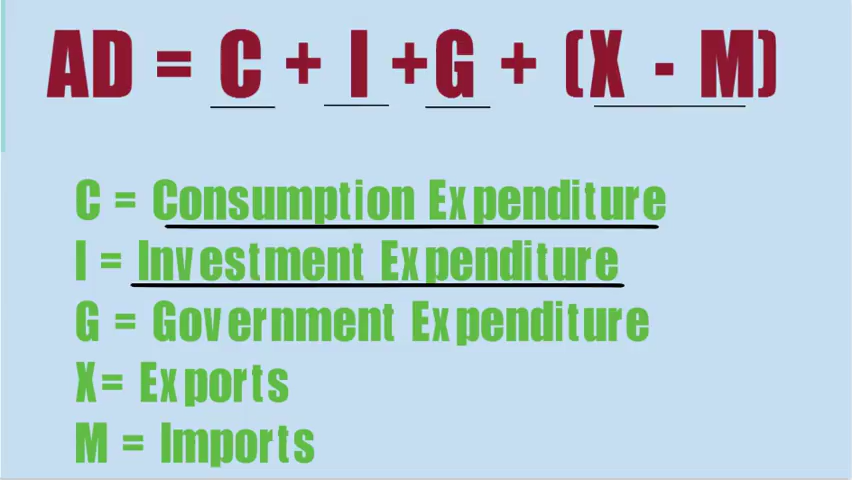 AD = C + I +G + (X - M)
C = Consumption Expenditure
I = Investment Expenditure
G = Government Expenditure
X= Exports
M = Imports